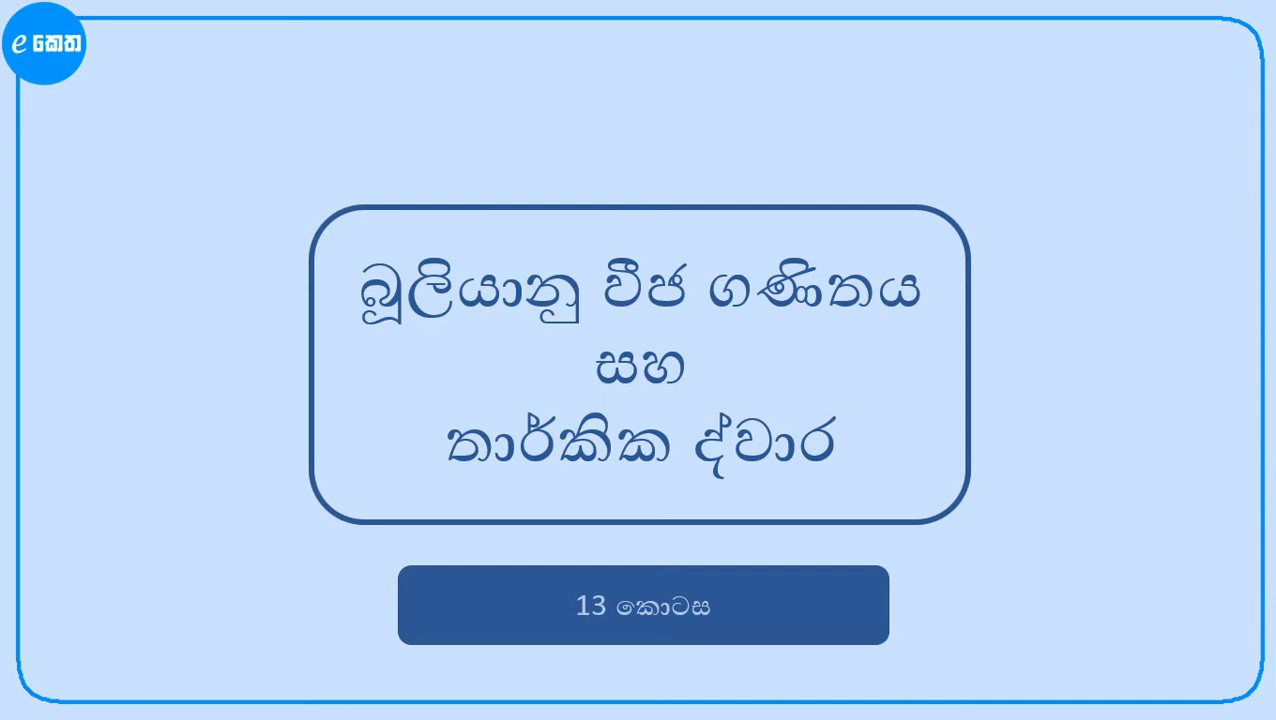 e කෙත
බූලියානු වීජ ගණිතය
සහ
තාර්කික ද්වාර
13 කොටස